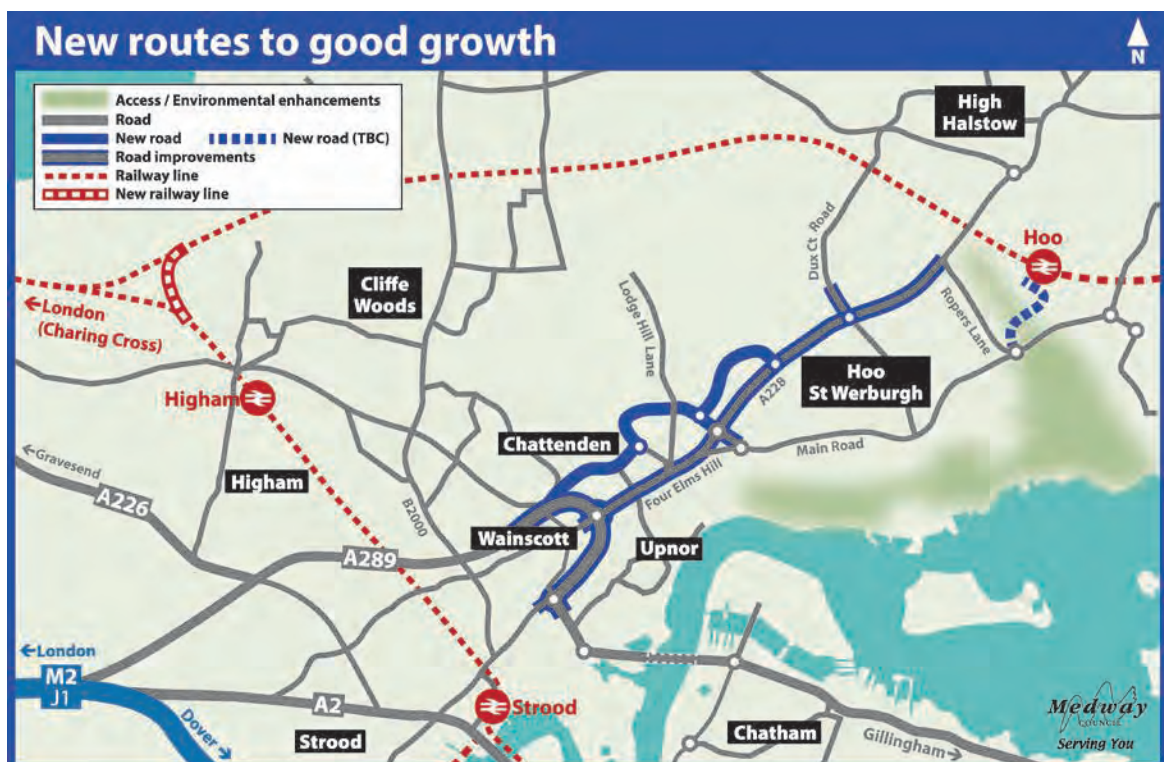 New routes to good growth
N
Access / Environmental enhancements
Road
New road
New road (TBC)
Road improvements
Railway line
New railway line
High
Halstow
Hoo
Dux Ct Road
Ropers Lane
Cliffe
Woods
Lodge Hill Lane
←London
(Charing Cross)
Higham
Hoo
St Werburgh
A228
Chattenden
Main Road
←Gravesend
Higham
Four Elms Hill
A226
B2000
Wainscott
Upnor
A289
←London
M2
J1
A2
Strood
Dover→
Strood
Chatham
Gillingham→
Medway
COUNCIL
Serving You